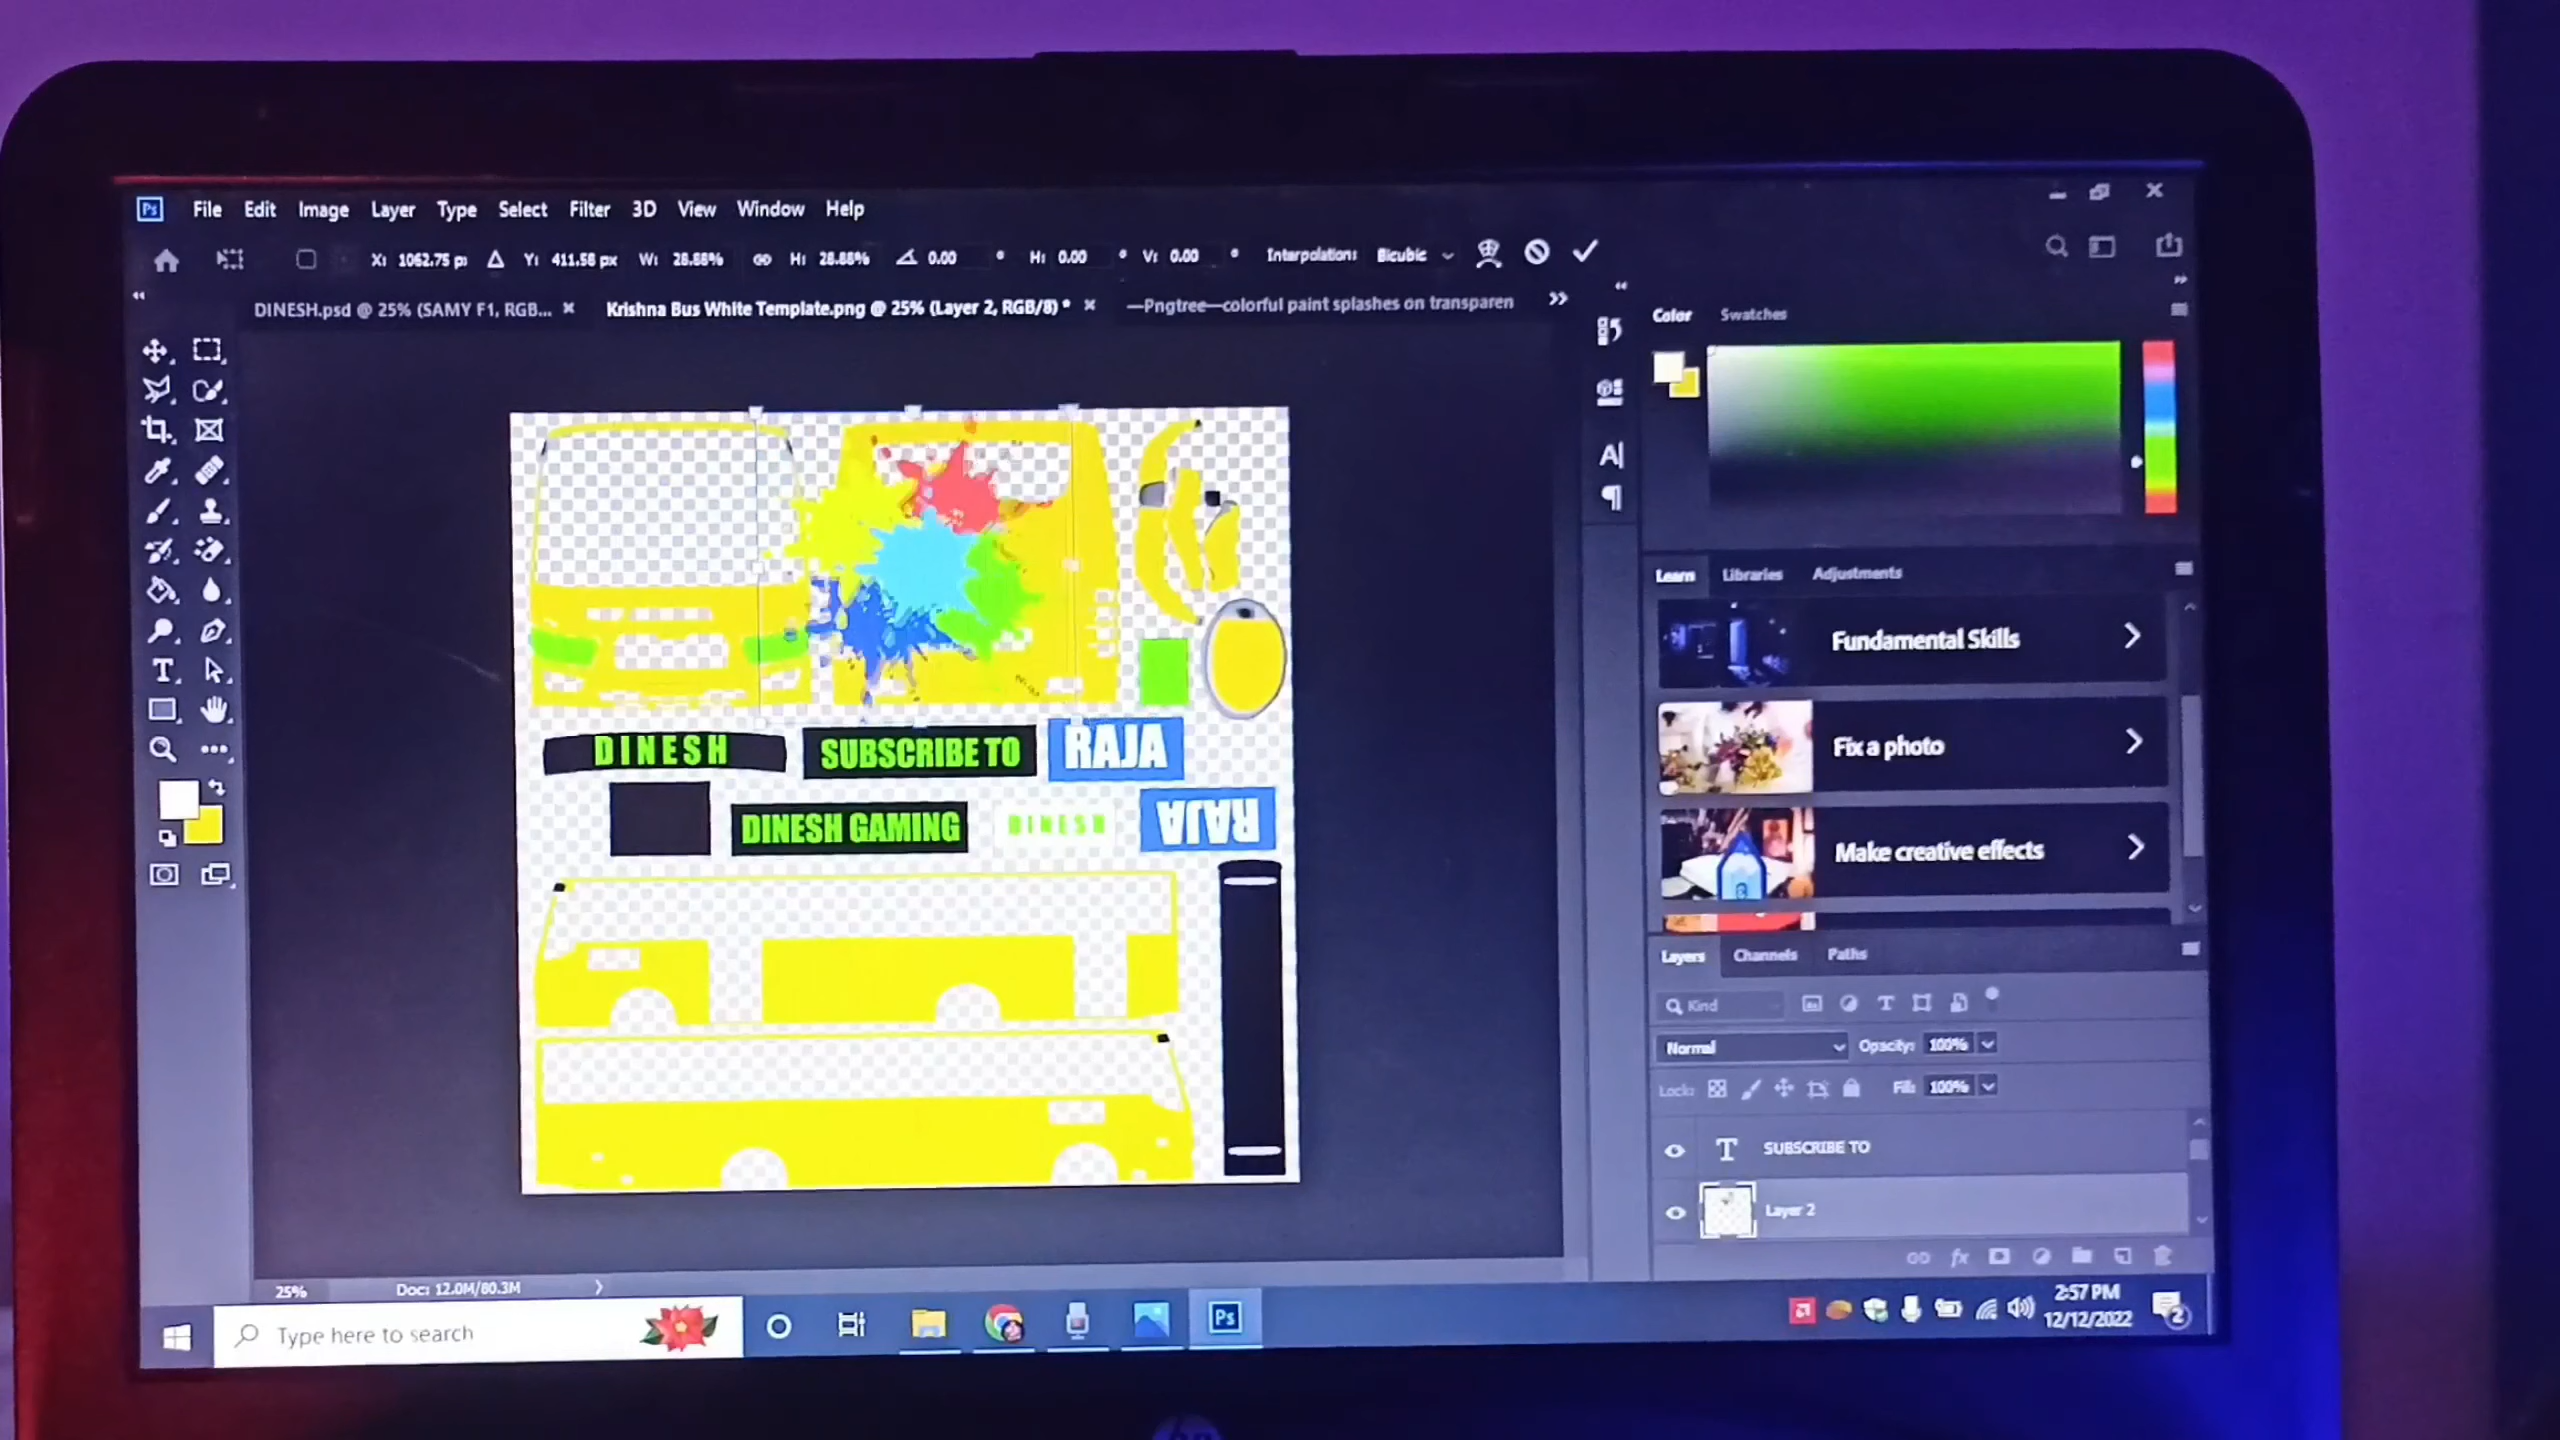 Ps File Edit Image Layer Type Select Filter 3D View Window Help
X: 1062.75 px Y: 411.58 px W: 28.88% H: 28.88% 0.00 ° H: 0.00 ° V: 0.00 ° Interpolation: Bicubic
DINESH.psd @ 25% (SAMY F1, RGB... × Krishna Bus White Template.png @ 25% (Layer 2, RGB/8) * × —Pngtree—colorful paint splashes on transparen
Color Swatches
Learn Libraries Adjustments
Fundamental Skills
Fix a photo
Make creative effects
DINESH SUBSCRIBE TO RAJA
DINESH GAMING DINESH RAJA
Layers Channels Paths
Kind
Normal Opacity: 100%
Lock: Fill: 100%
SUBSCRIBE TO
Layer 2
25% Doc: 12.0M/80.3M
Type here to search
Ps
2:57 PM
12/12/2022
2